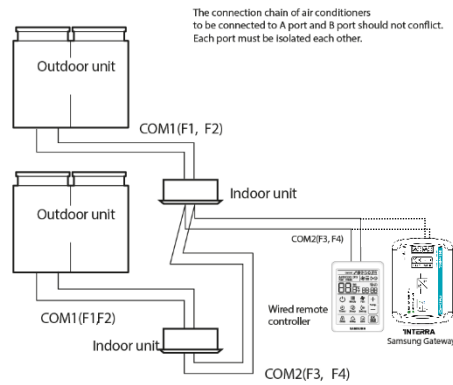 The connection chain of air conditioners
to be connected to A port and B port should not conflict.
Each port must be isolated each other.
Outdoor unit
COM1(F1, F2)
Indoor unit
Outdoor unit
COM2(F3, F4)
Wired remote
controller
SAMSUNG
INTERRA
Samsung Gateway
COM1(F1,F2)
Indoor unit
COM2(F3, F4)